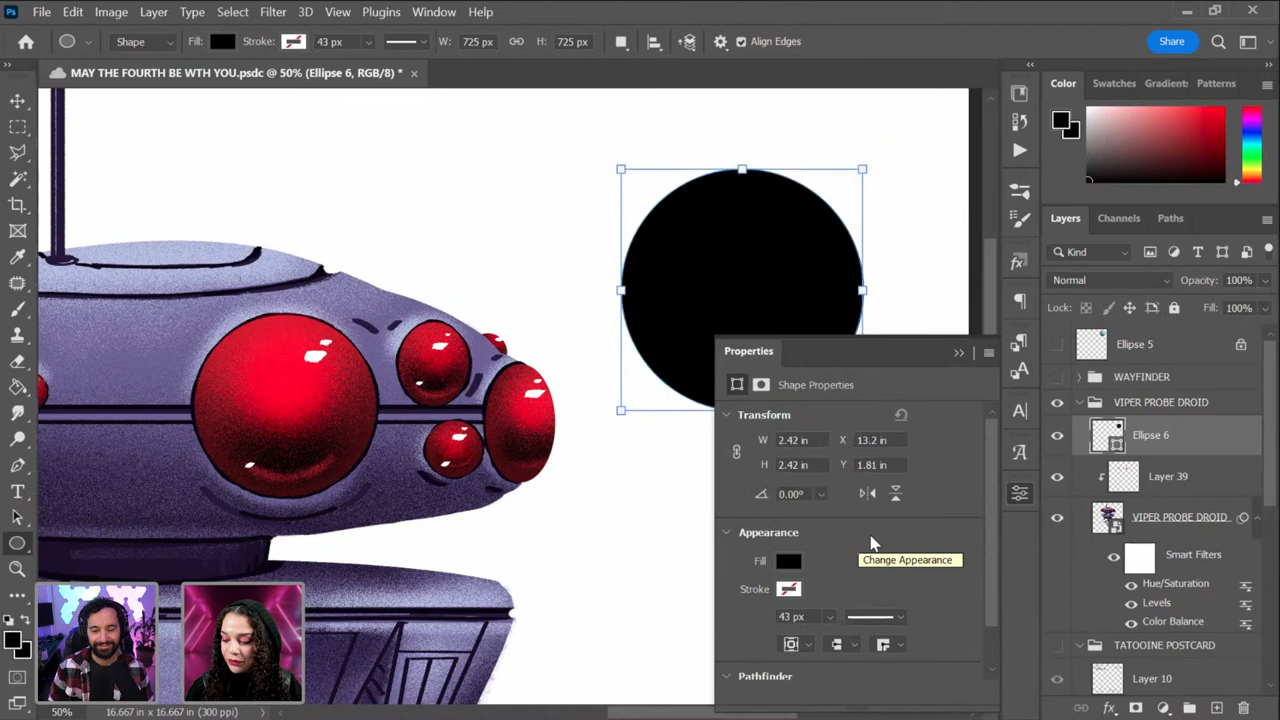 Ps File Edit Image Layer Type Select Filter 3D View Plugins Window Help
Shape Fill: Stroke: 43 px W: 725 px H: 725 px Align Edges Share
MAY THE FOURTH BE WTH YOU.psdc @ 50% (Ellipse 6, RGB/8) *
Color Swatches Gradient Patterns
Layers Channels Paths
Kind
Normal Opacity: 100%
Lock: Fill: 100%
Ellipse 5
WAYFINDER
VIPER PROBE DROID
Ellipse 6
Layer 39
VIPER PROBE DROID
Smart Filters
Hue/Saturation
Levels
Color Balance
TATOOINE POSTCARD
Layer 10
Properties
Shape Properties
Transform
W 2.42 in X 13.2 in
H 2.42 in Y 1.81 in
0.00°
Appearance
Fill
Change Appearance
Stroke
43 px
Pathfinder
50% 16.667 in x 16.667 in (300 ppi)